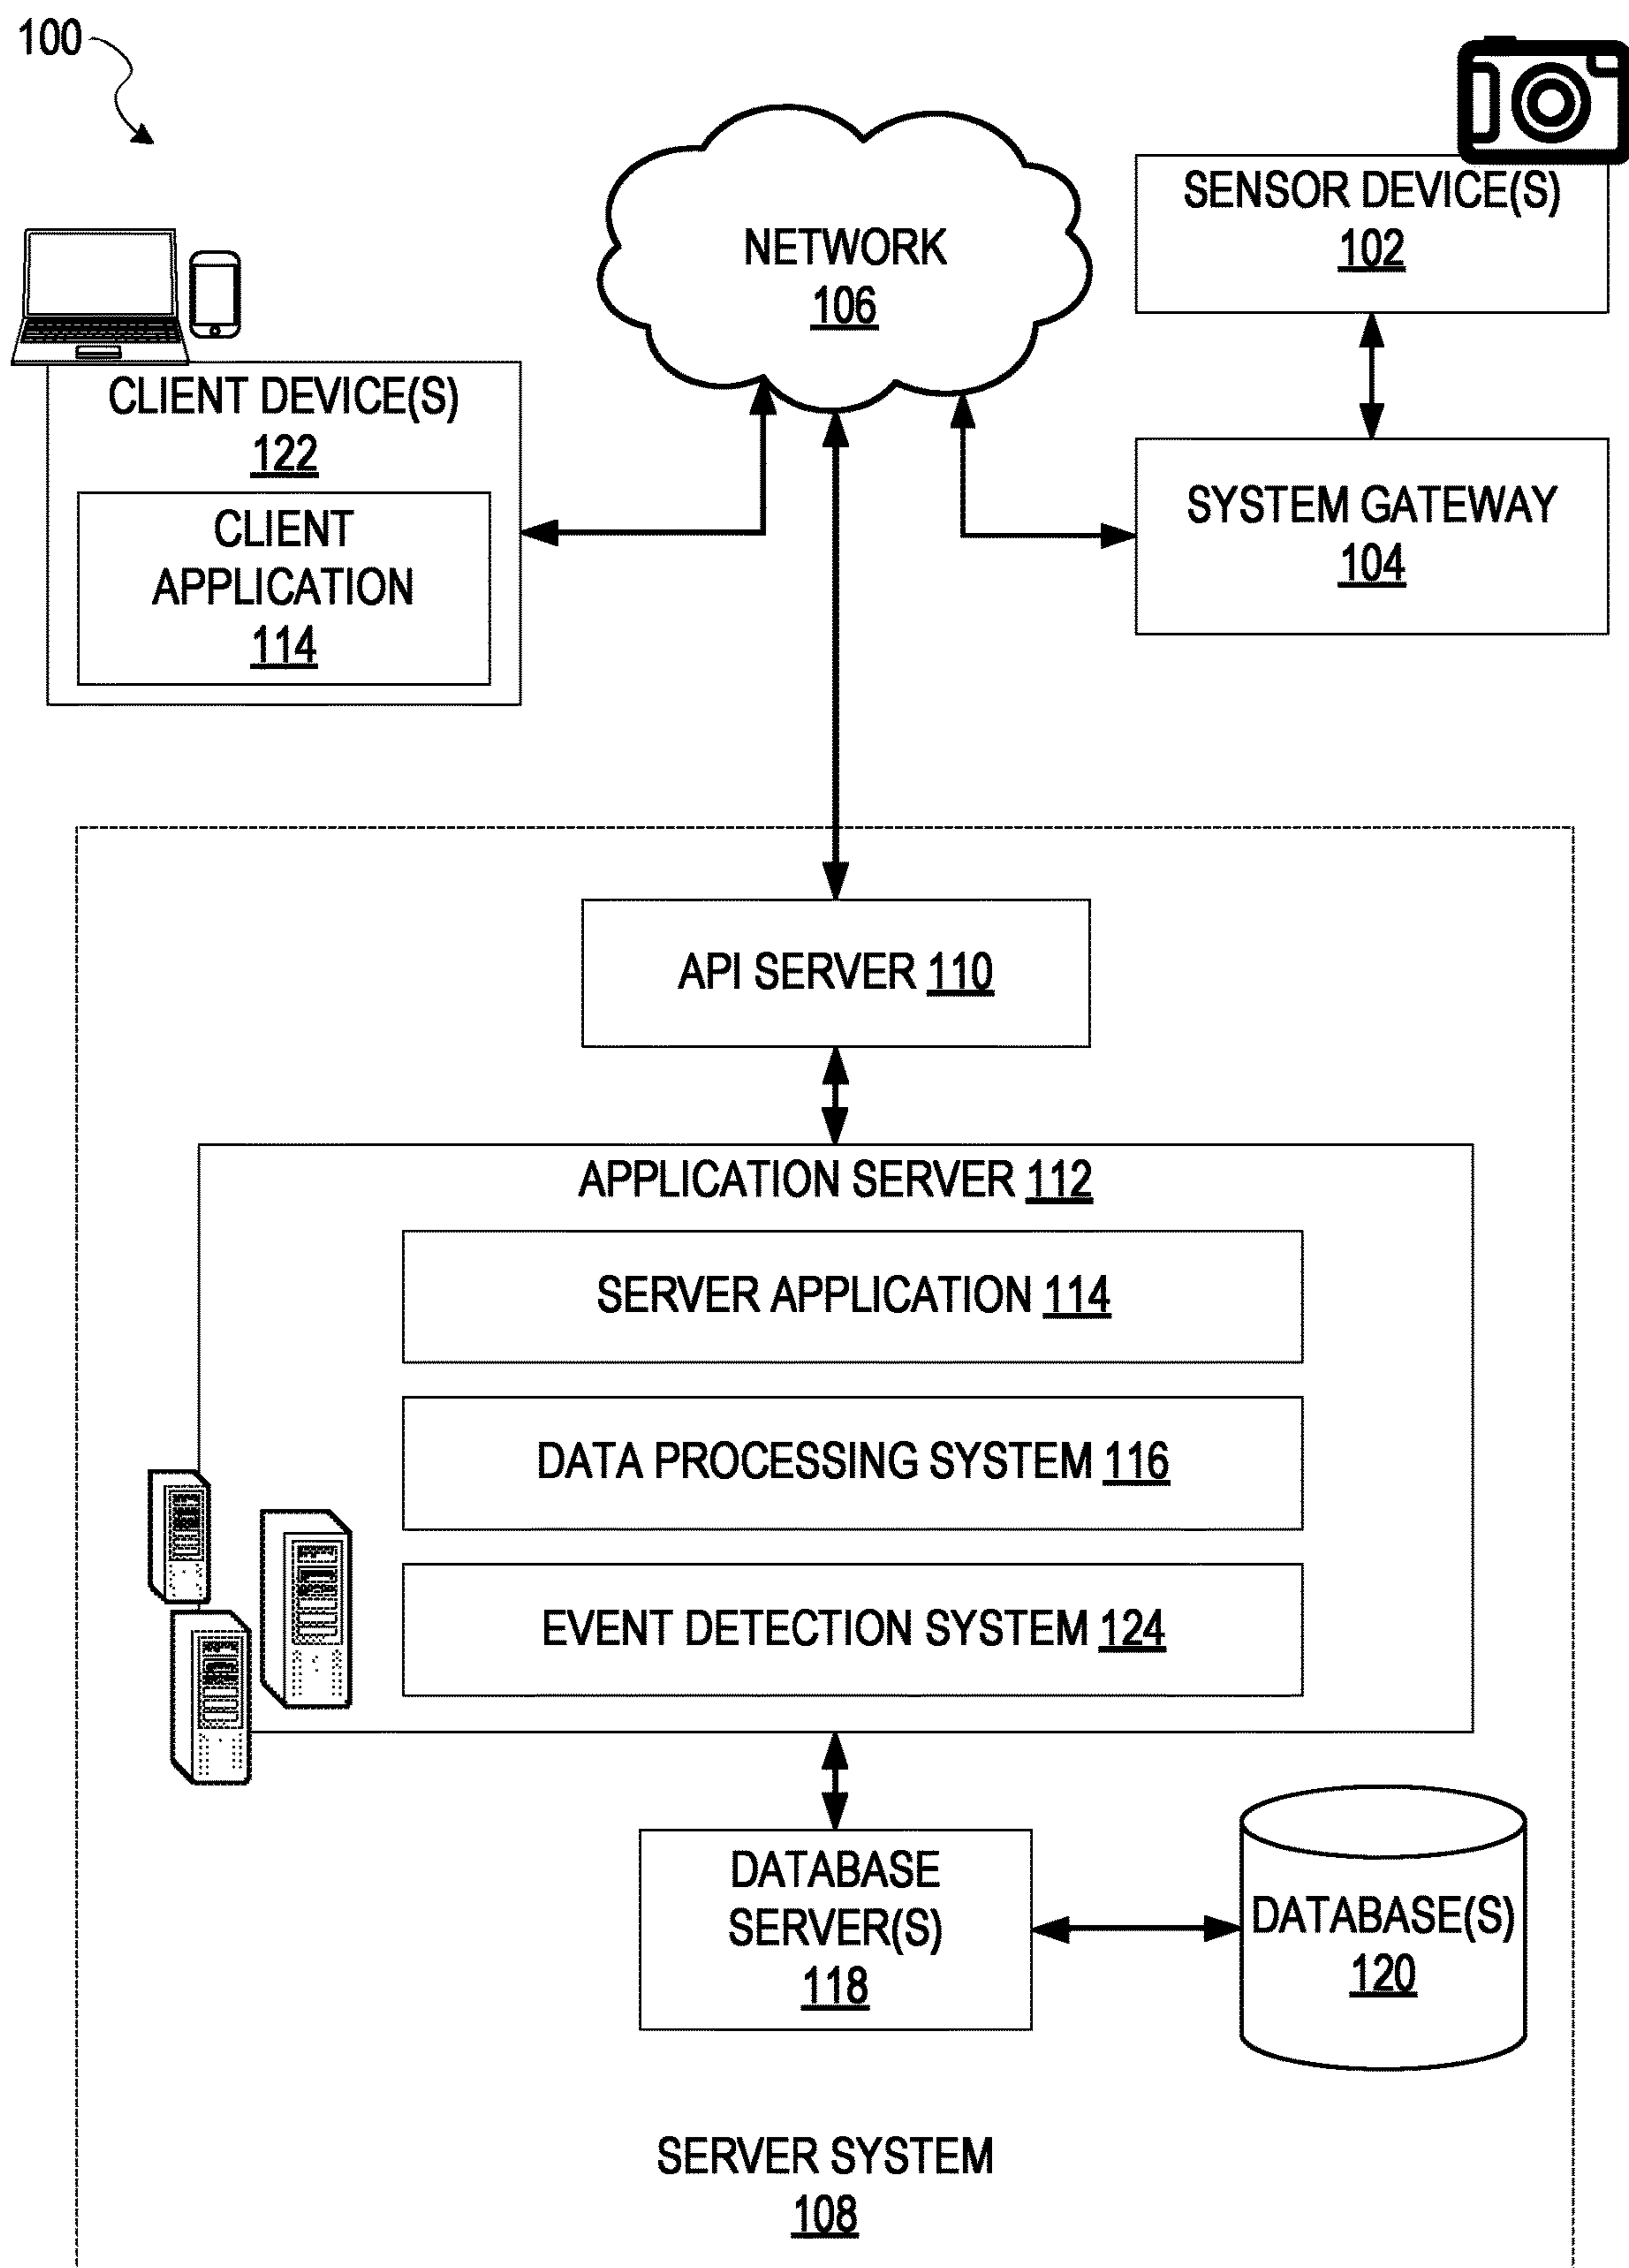 100
NETWORK
106
SENSOR DEVICE(S)
102
CLIENT DEVICE(S)
122
CLIENT
APPLICATION
114
SYSTEM GATEWAY
104
API SERVER 110
APPLICATION SERVER 112
SERVER APPLICATION 114
DATA PROCESSING SYSTEM 116
EVENT DETECTION SYSTEM 124
DATABASE
SERVER(S)
118
DATABASE(S)
120
SERVER SYSTEM
108